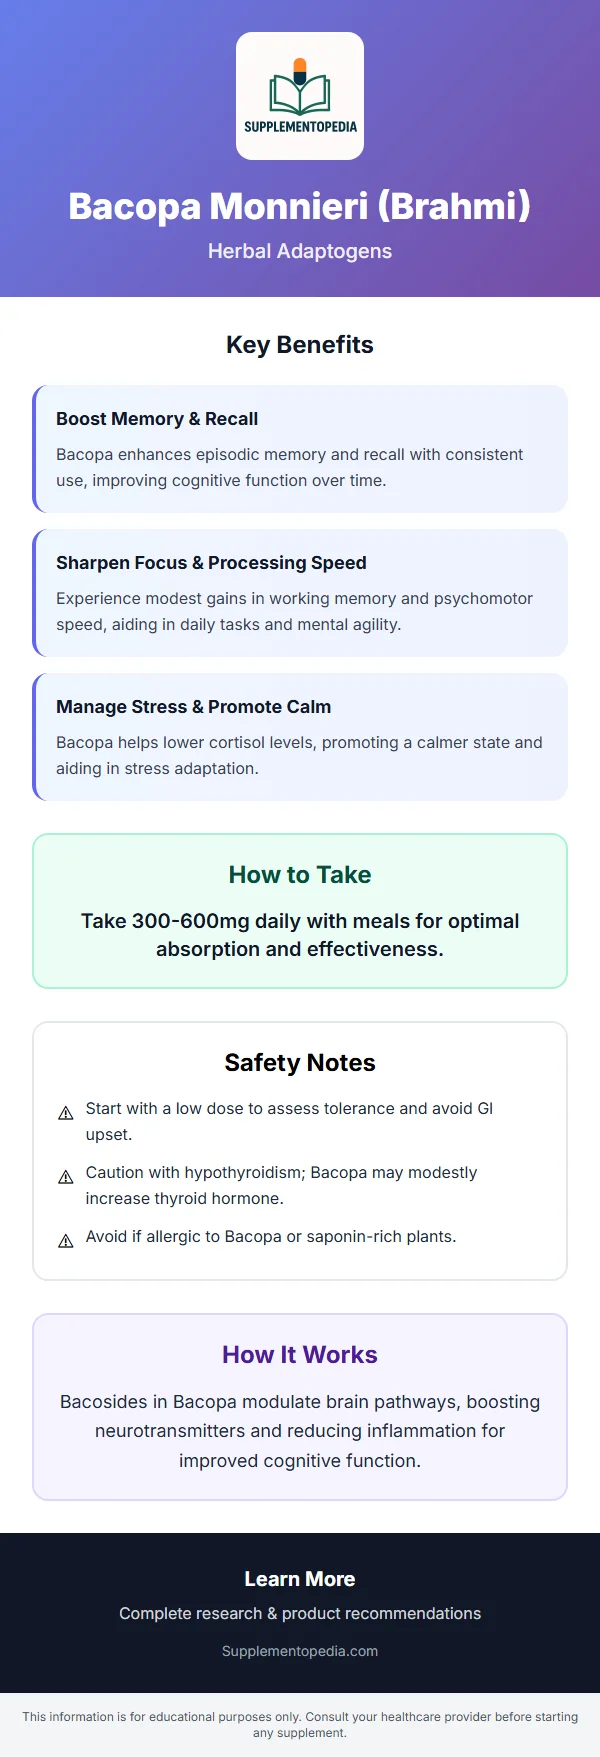 SUPPLEMENTOPEDIA
Bacopa Monnieri (Brahmi)
Herbal Adaptogens
Key Benefits
Boost Memory & Recall
Bacopa enhances episodic memory and recall with consistent
use, improving cognitive function over time.
Sharpen Focus & Processing Speed
Experience modest gains in working memory and psychomotor
speed, aiding in daily tasks and mental agility.
Manage Stress & Promote Calm
Bacopa helps lower cortisol levels, promoting a calmer state and
aiding in stress adaptation.
How to Take
Take 300-600mg daily with meals for optimal
absorption and effectiveness.
Safety Notes
⚠ Start with a low dose to assess tolerance and avoid GI
upset.
⚠ Caution with hypothyroidism; Bacopa may modestly
increase thyroid hormone.
⚠ Avoid if allergic to Bacopa or saponin-rich plants.
How It Works
Bacosides in Bacopa modulate brain pathways, boosting
neurotransmitters and reducing inflammation for
improved cognitive function.
Learn More
Complete research & product recommendations
Supplementopedia.com
This information is for educational purposes only. Consult your healthcare provider before starting
any supplement.